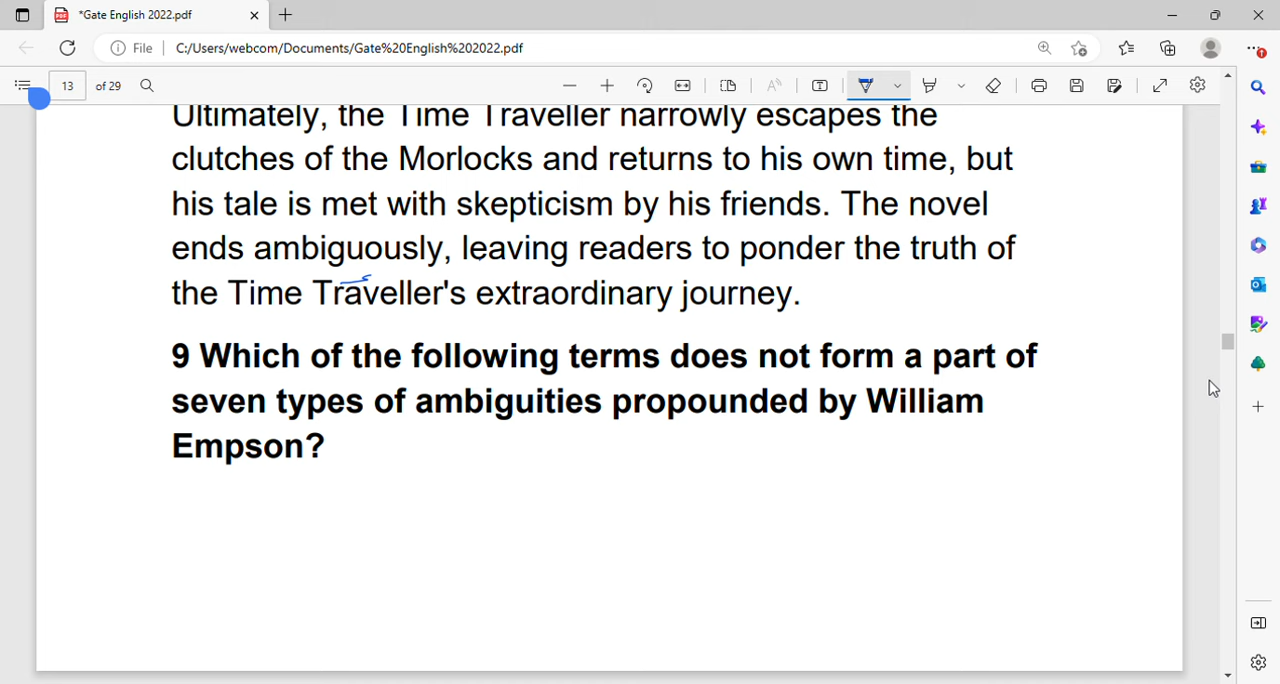 *Gate English 2022.pdf
File C:/Users/webcom/Documents/Gate%20English%202022.pdf
13 of 29
Ultimately, the Time Traveller narrowly escapes the
clutches of the Morlocks and returns to his own time, but
his tale is met with skepticism by his friends. The novel
ends ambiguously, leaving readers to ponder the truth of
the Time Traveller's extraordinary journey.
9 Which of the following terms does not form a part of
seven types of ambiguities propounded by William
Empson?